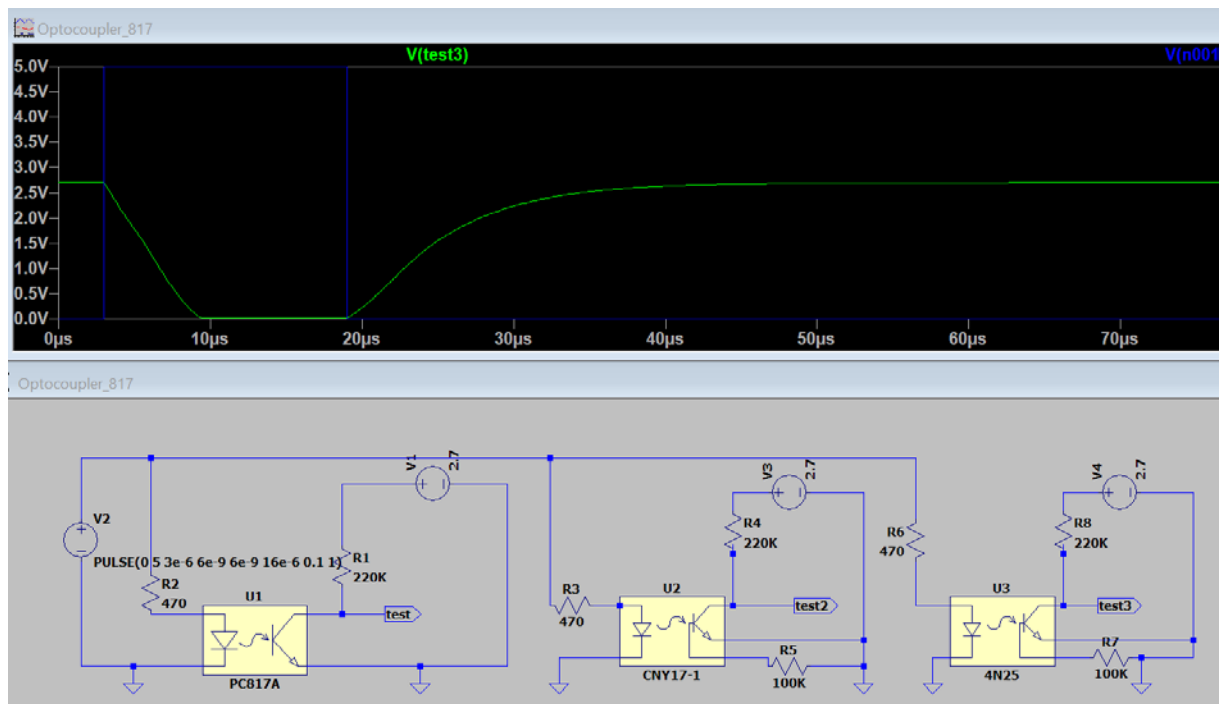 Optocoupler_817
V(test3)
V(n001
5.0V
4.5V
4.0V
3.5V
3.0V
2.5V
2.0V
1.5V
1.0V
0.5V
0.0V
0µs
10µs
20µs
30µs
40µs
50µs
60µs
70µs
Optocoupler_817
V2
PULSE(0 5 3e-6 6e-9 6e-9 16e-6 0.1 1)
R2
470
U1
PC817A
R1
220K
V1
2.7
test
R3
470
U2
CNY17-1
R4
220K
V3
2.7
test2
R5
100K
R6
470
U3
4N25
R8
220K
V4
2.7
test3
R7
100K